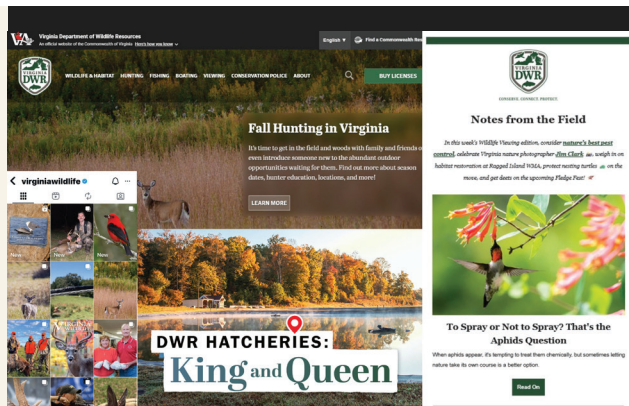 Virginia Department of Wildlife Resources
An official website of the Commonwealth of Virginia Here's how you know
English ▼
Find a Commonwealth Res
VIRGINIA
DWR
WILDLIFE & HABITAT HUNTING FISHING BOATING VIEWING CONSERVATION POLICE ABOUT
BUY LICENSES
Fall Hunting in Virginia
It's time to get in the field and woods with family and friends o
even introduce someone new to the abundant outdoor
opportunities waiting for them. Find out more about season
dates, hunter education, locations, and more!
LEARN MORE
virginiawildlife
New
New
New
VIRGINIA
DWR HATCHERIES:
King and Queen
VIRGINIA
DWR
CONSERVE. CONNECT. PROTECT.
Notes from the Field
In this week's Wildlife Viewing edition, consider nature's best pest
control, celebrate Virginia nature photographer Jim Clark, weigh in on
habitat restoration at Ragged Island WMA, protect nesting turtles on the
move, and get deets on the upcoming Fledge Fest!
To Spray or Not to Spray? That's the
Aphids Question
When aphids appear, it's tempting to treat them chemically, but sometimes letting
nature take its own course is a better option.
Read On